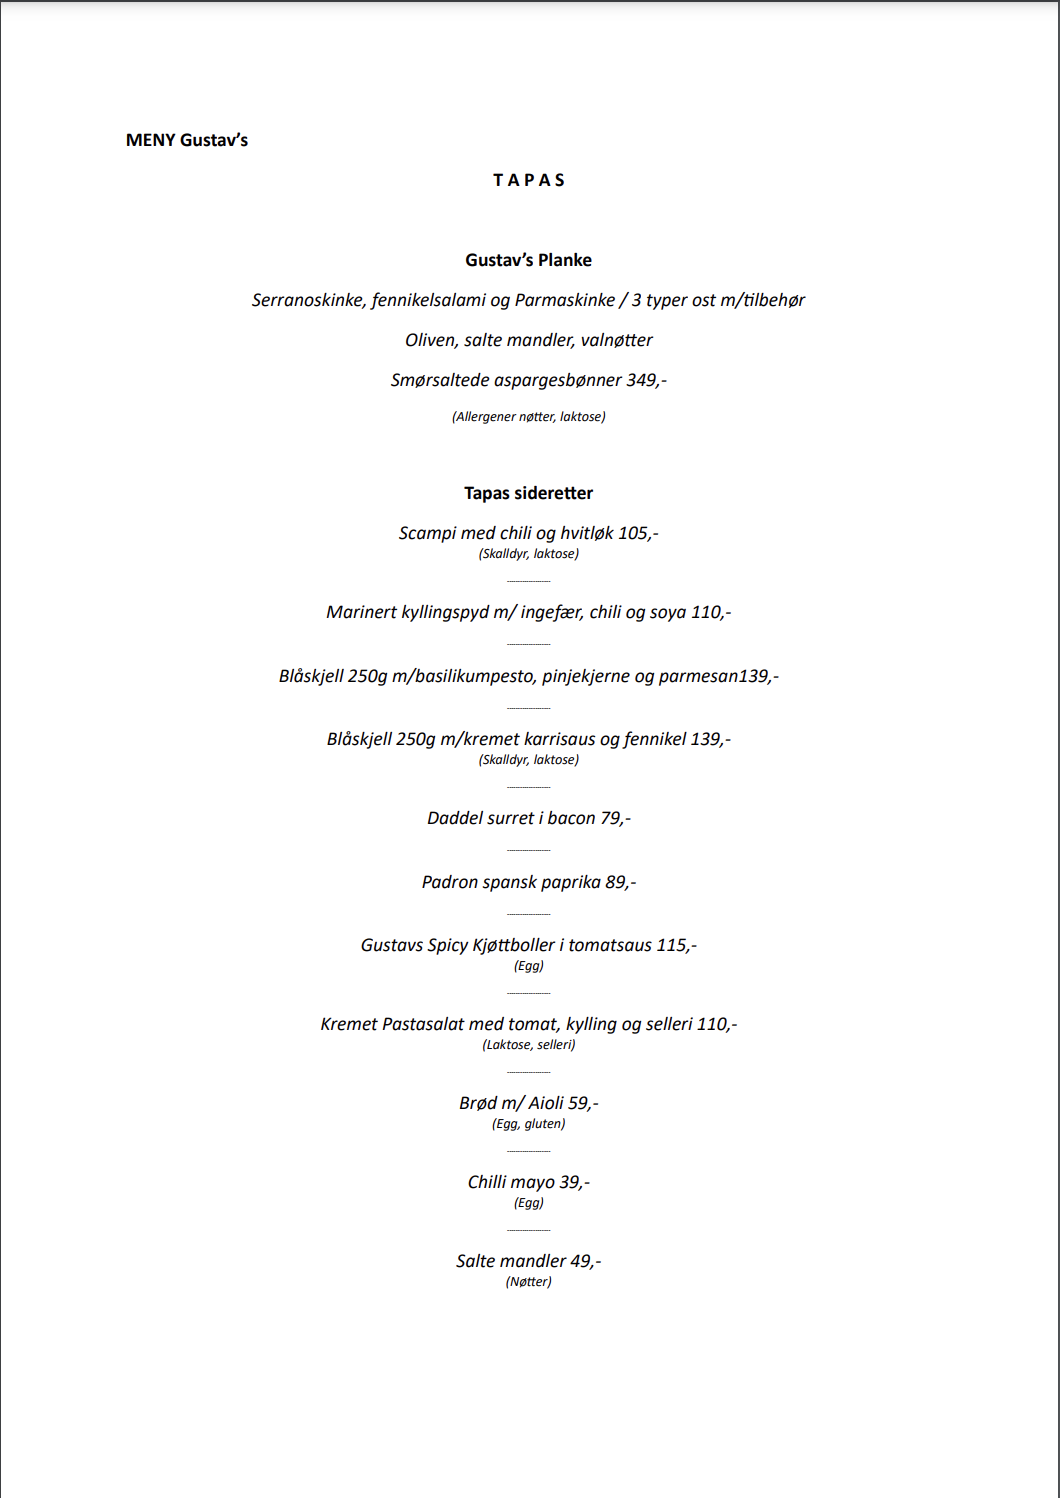 MENY Gustav’s
T A P A S
Gustav’s Planke
Serranoskinke, fennikelsalami og Parmaskinke / 3 typer ost m/tilbehør
Oliven, salte mandler, valnøtter
Smørsaltede aspargesbønner 349,-
(Allergener nøtter, laktose)
Tapas sideretter
Scampi med chili og hvitløk 105,-
(Skalldyr, laktose)
Marinert kyllingspyd m/ ingefær, chili og soya 110,-
Blåskjell 250g m/basilikumpesto, pinjekjerne og parmesan139,-
Blåskjell 250g m/kremet karrisaus og fennikel 139,-
(Skalldyr, laktose)
Daddel surret i bacon 79,-
Padron spansk paprika 89,-
Gustavs Spicy Kjøttboller i tomatsaus 115,-
(Egg)
Kremet Pastasalat med tomat, kylling og selleri 110,-
(Laktose, selleri)
Brød m/ Aioli 59,-
(Egg, gluten)
Chilli mayo 39,-
(Egg)
Salte mandler 49,-
(Nøtter)